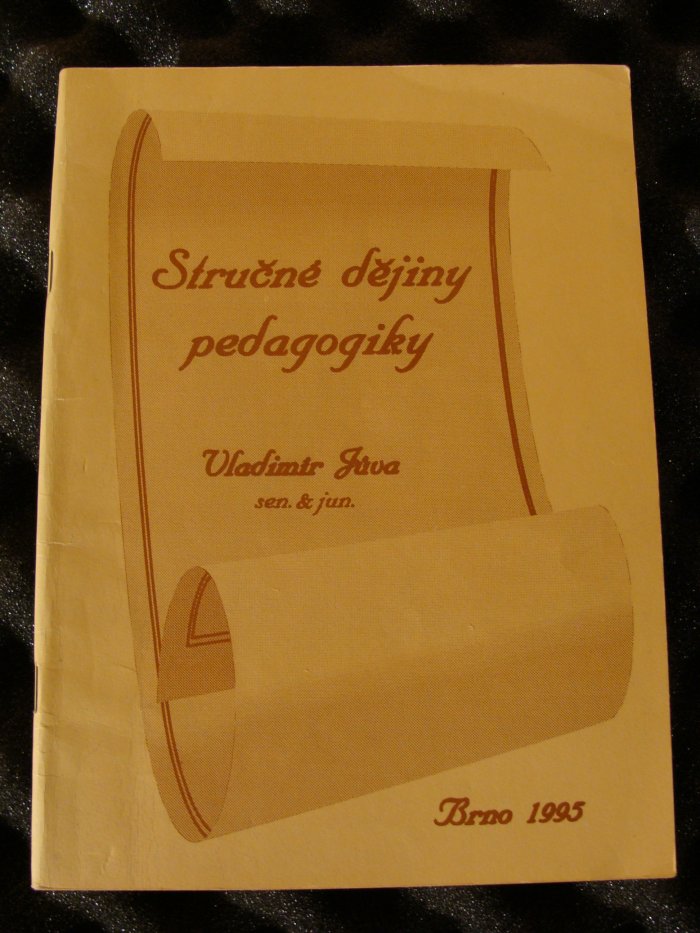 Stručné dějiny
pedagogiky
Vladimír Jůva
sen. & jun.
Brno 1995